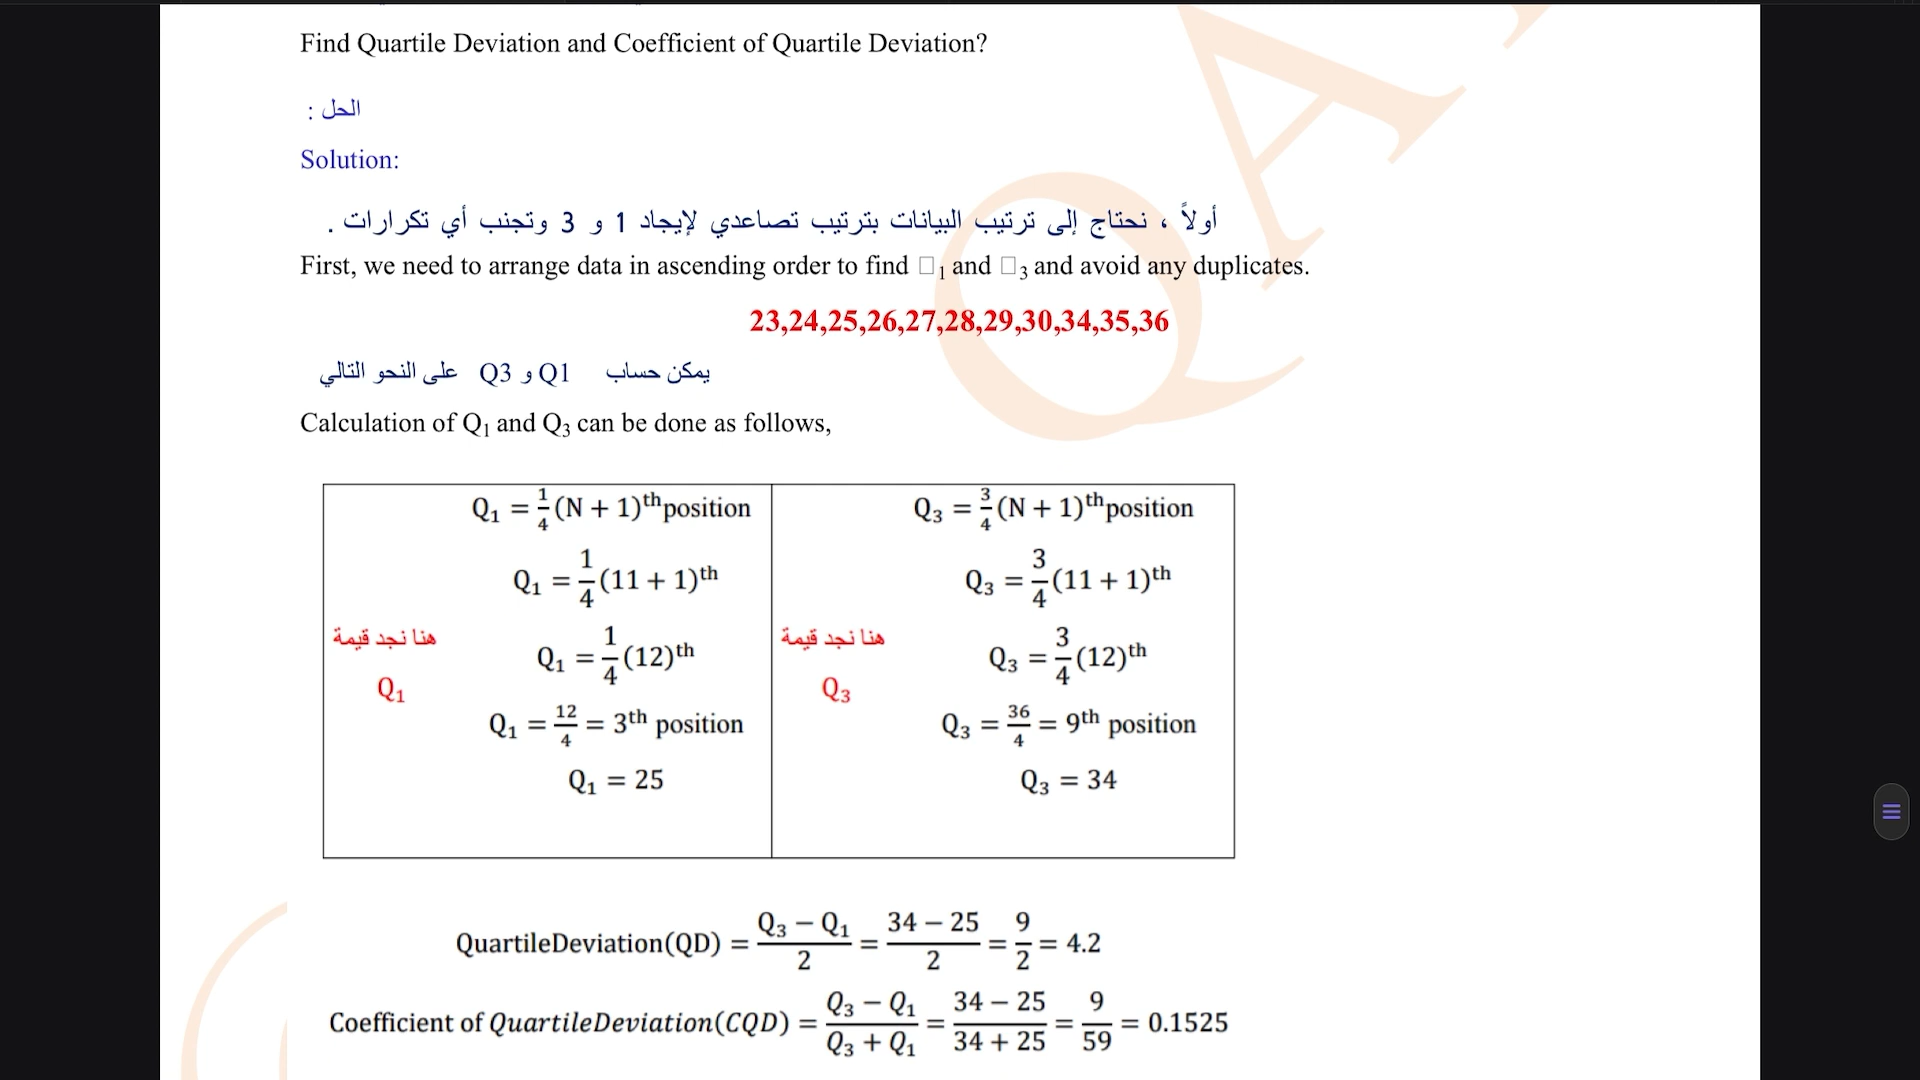 Find Quartile Deviation and Coefficient of Quartile Deviation?
الحل :
Solution:
أولاً ، نحتاج إلى ترتيب البيانات بترتيب تصاعدي لإيجاد 1 و 3 وتجنب أي تكرارات .
First, we need to arrange data in ascending order to find □₁ and □₃ and avoid any duplicates.
23,24,25,26,27,28,29,30,34,35,36
يمكن حساب Q1 و Q3 على النحو التالي
Calculation of Q₁ and Q₃ can be done as follows,
Q₁ = 1/4 (N + 1)th position
Q₁ = 1/4 (11 + 1)th
هنا نجد قيمة
Q₁
Q₁ = 1/4 (12)th
Q₁ = 12/4 = 3th position
Q₁ = 25
Q₃ = 3/4 (N + 1)th position
Q₃ = 3/4 (11 + 1)th
هنا نجد قيمة
Q₃
Q₃ = 3/4 (12)th
Q₃ = 36/4 = 9th position
Q₃ = 34
QuartileDeviation(QD) = (Q₃ − Q₁)/2 = (34 − 25)/2 = 9/2 = 4.2
Coefficient of QuartileDeviation(CQD) = (Q₃ − Q₁)/(Q₃ + Q₁) = (34 − 25)/(34 + 25) = 9/59 = 0.1525